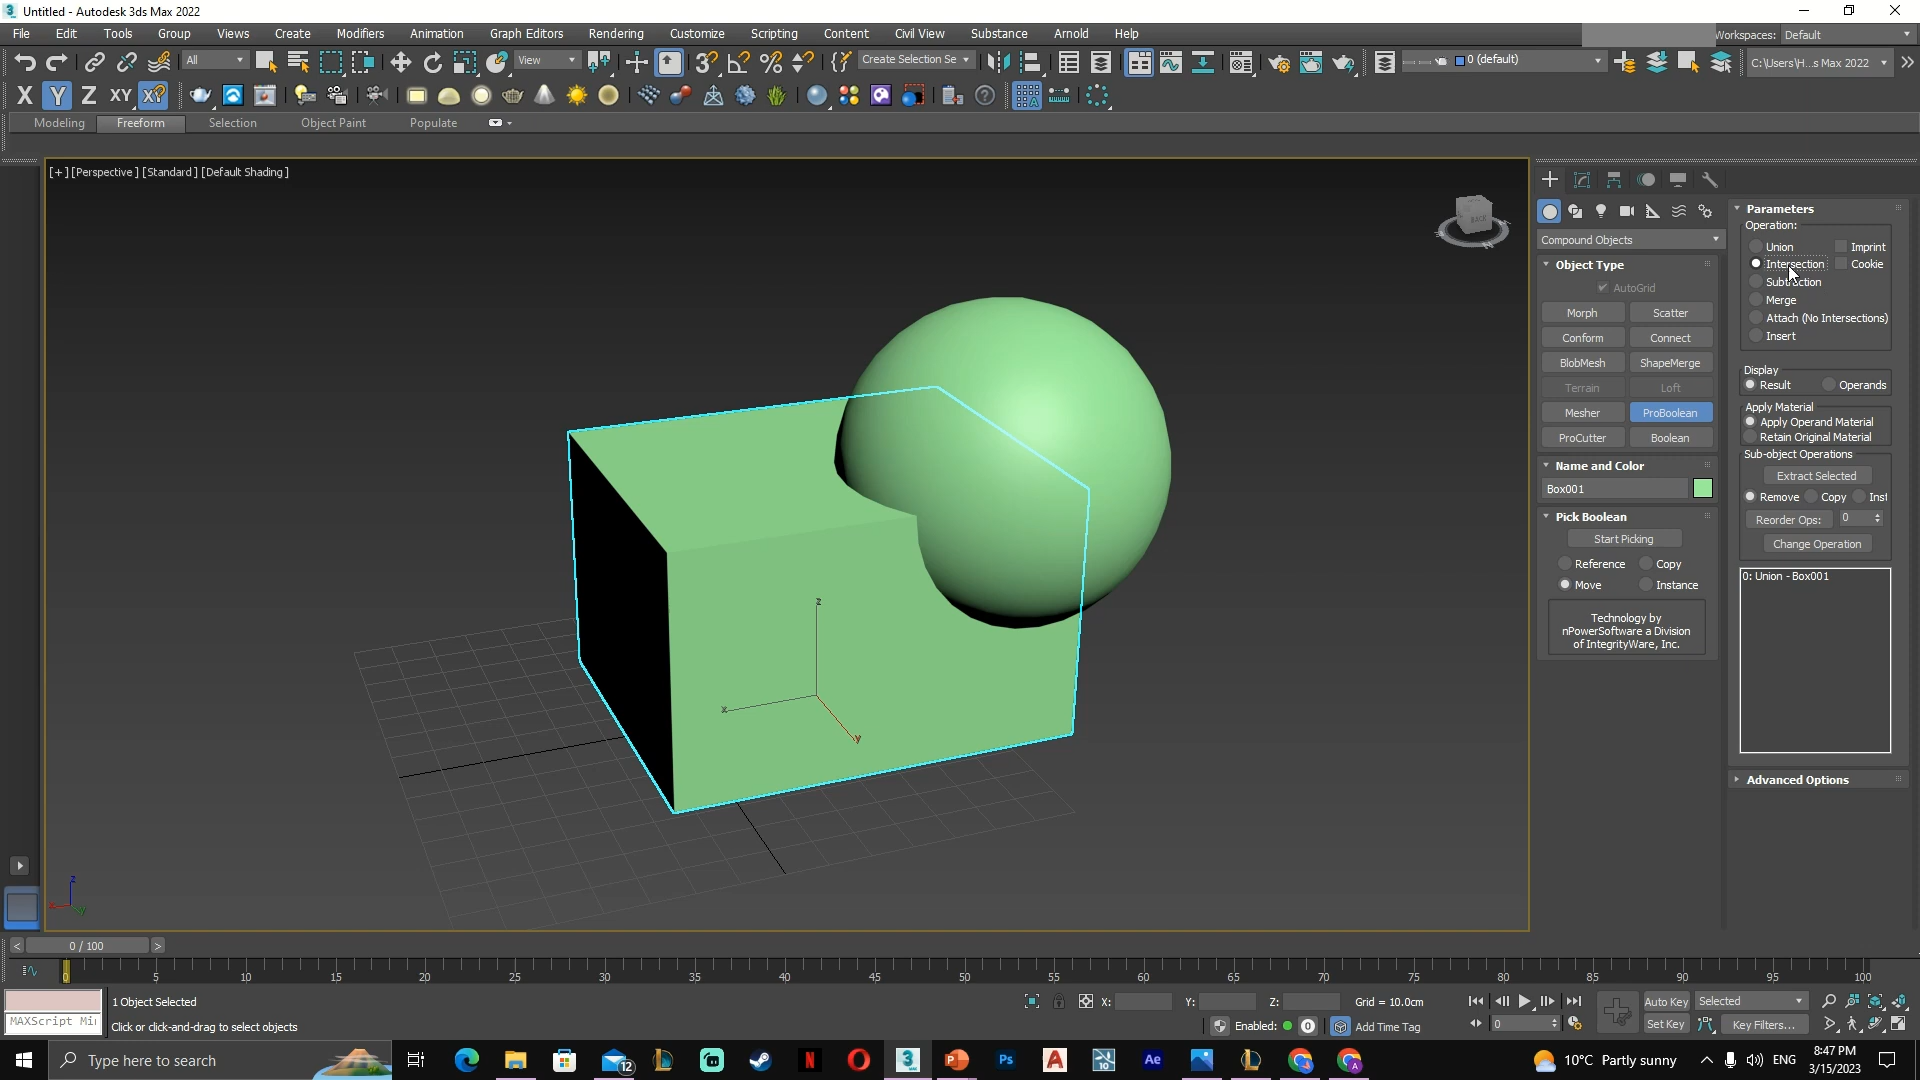 Untitled - Autodesk 3ds Max 2022
File Edit Tools Group Views Create Modifiers Animation Graph Editors Rendering Customize Scripting Content Civil View Substance Arnold Help
Workspaces: Default
All
View
Create Selection Se
0 (default)
C:\Users\H...s Max 2022
X Y Z XY
Modeling Freeform Selection Object Paint Populate
[+] [Perspective] [Standard] [Default Shading]
BACK
Compound Objects
Object Type
AutoGrid
Morph Scatter
Conform Connect
BlobMesh ShapeMerge
Terrain Loft
Mesher ProBoolean
ProCutter Boolean
Name and Color
Box001
Pick Boolean
Start Picking
Reference Copy
Move Instance
Technology by
nPowerSoftware a Division
of IntegrityWare, Inc.
Parameters
Operation:
Union Imprint
Intersection Cookie
Subtraction
Merge
Attach (No Intersections)
Insert
Display
Result Operands
Apply Material
Apply Operand Material
Retain Original Material
Sub-object Operations
Extract Selected
Remove Copy Inst
Reorder Ops: 0
Change Operation
0: Union - Box001
Advanced Options
z
x
y
z
x
y
< 0 / 100 >
0 5 10 15 20 25 30 35 40 45 50 55 60 65 70 75 80 85 90 95 100
MAXScript Mi
1 Object Selected
Click or click-and-drag to select objects
X: Y: Z: Grid = 10.0cm
Enabled: 0 Add Time Tag
0
Auto Key Selected
Set Key Key Filters...
Type here to search
12
Ps
Ae
10
10°C Partly sunny
ENG
8:47 PM
3/15/2023